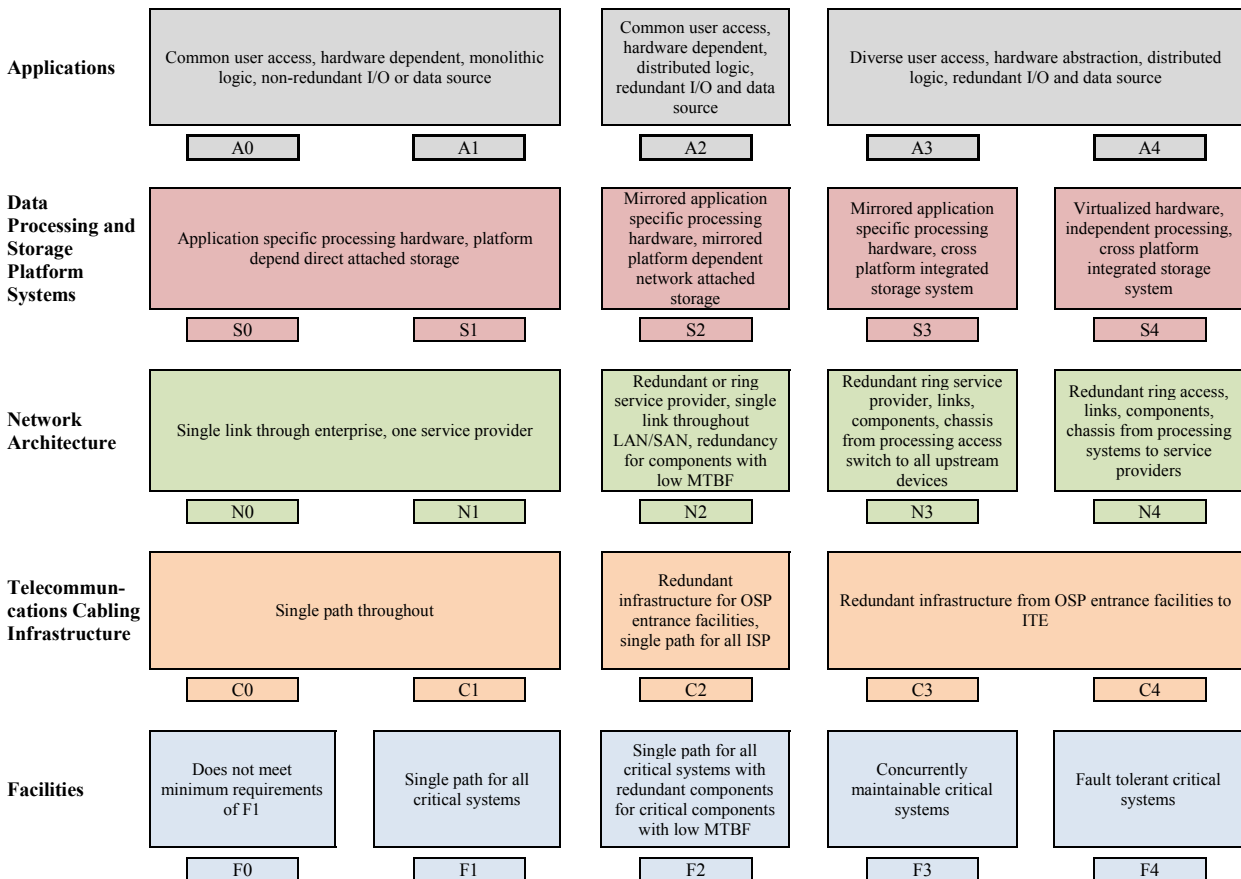 Applications
Common user access, hardware dependent, monolithic
logic, non-redundant I/O or data source
Common user access,
hardware dependent,
distributed logic,
redundant I/O and data
source
Diverse user access, hardware abstraction, distributed
logic, redundant I/O and data source
A0
A1
A2
A3
A4
Data
Processing and
Storage
Platform
Systems
Application specific processing hardware, platform
depend direct attached storage
Mirrored application
specific processing
hardware, mirrored
platform dependent
network attached
storage
Mirrored application
specific processing
hardware, cross
platform integrated
storage system
Virtualized hardware,
independent processing,
cross platform
integrated storage
system
S0
S1
S2
S3
S4
Network
Architecture
Single link through enterprise, one service provider
Redundant or ring
service provider, single
link throughout
LAN/SAN, redundancy
for components with
low MTBF
Redundant ring service
provider, links,
components, chassis
from processing access
switch to all upstream
devices
Redundant ring access,
links, components,
chassis from processing
systems to service
providers
N0
N1
N2
N3
N4
Telecommun-
cations Cabling
Infrastructure
Single path throughout
Redundant
infrastructure for OSP
entrance facilities,
single path for all ISP
Redundant infrastructure from OSP entrance facilities to
ITE
C0
C1
C2
C3
C4
Facilities
Does not meet
minimum requirements
of F1
Single path for all
critical systems
Single path for all
critical systems with
redundant components
for critical components
with low MTBF
Concurrently
maintainable critical
systems
Fault tolerant critical
systems
F0
F1
F2
F3
F4